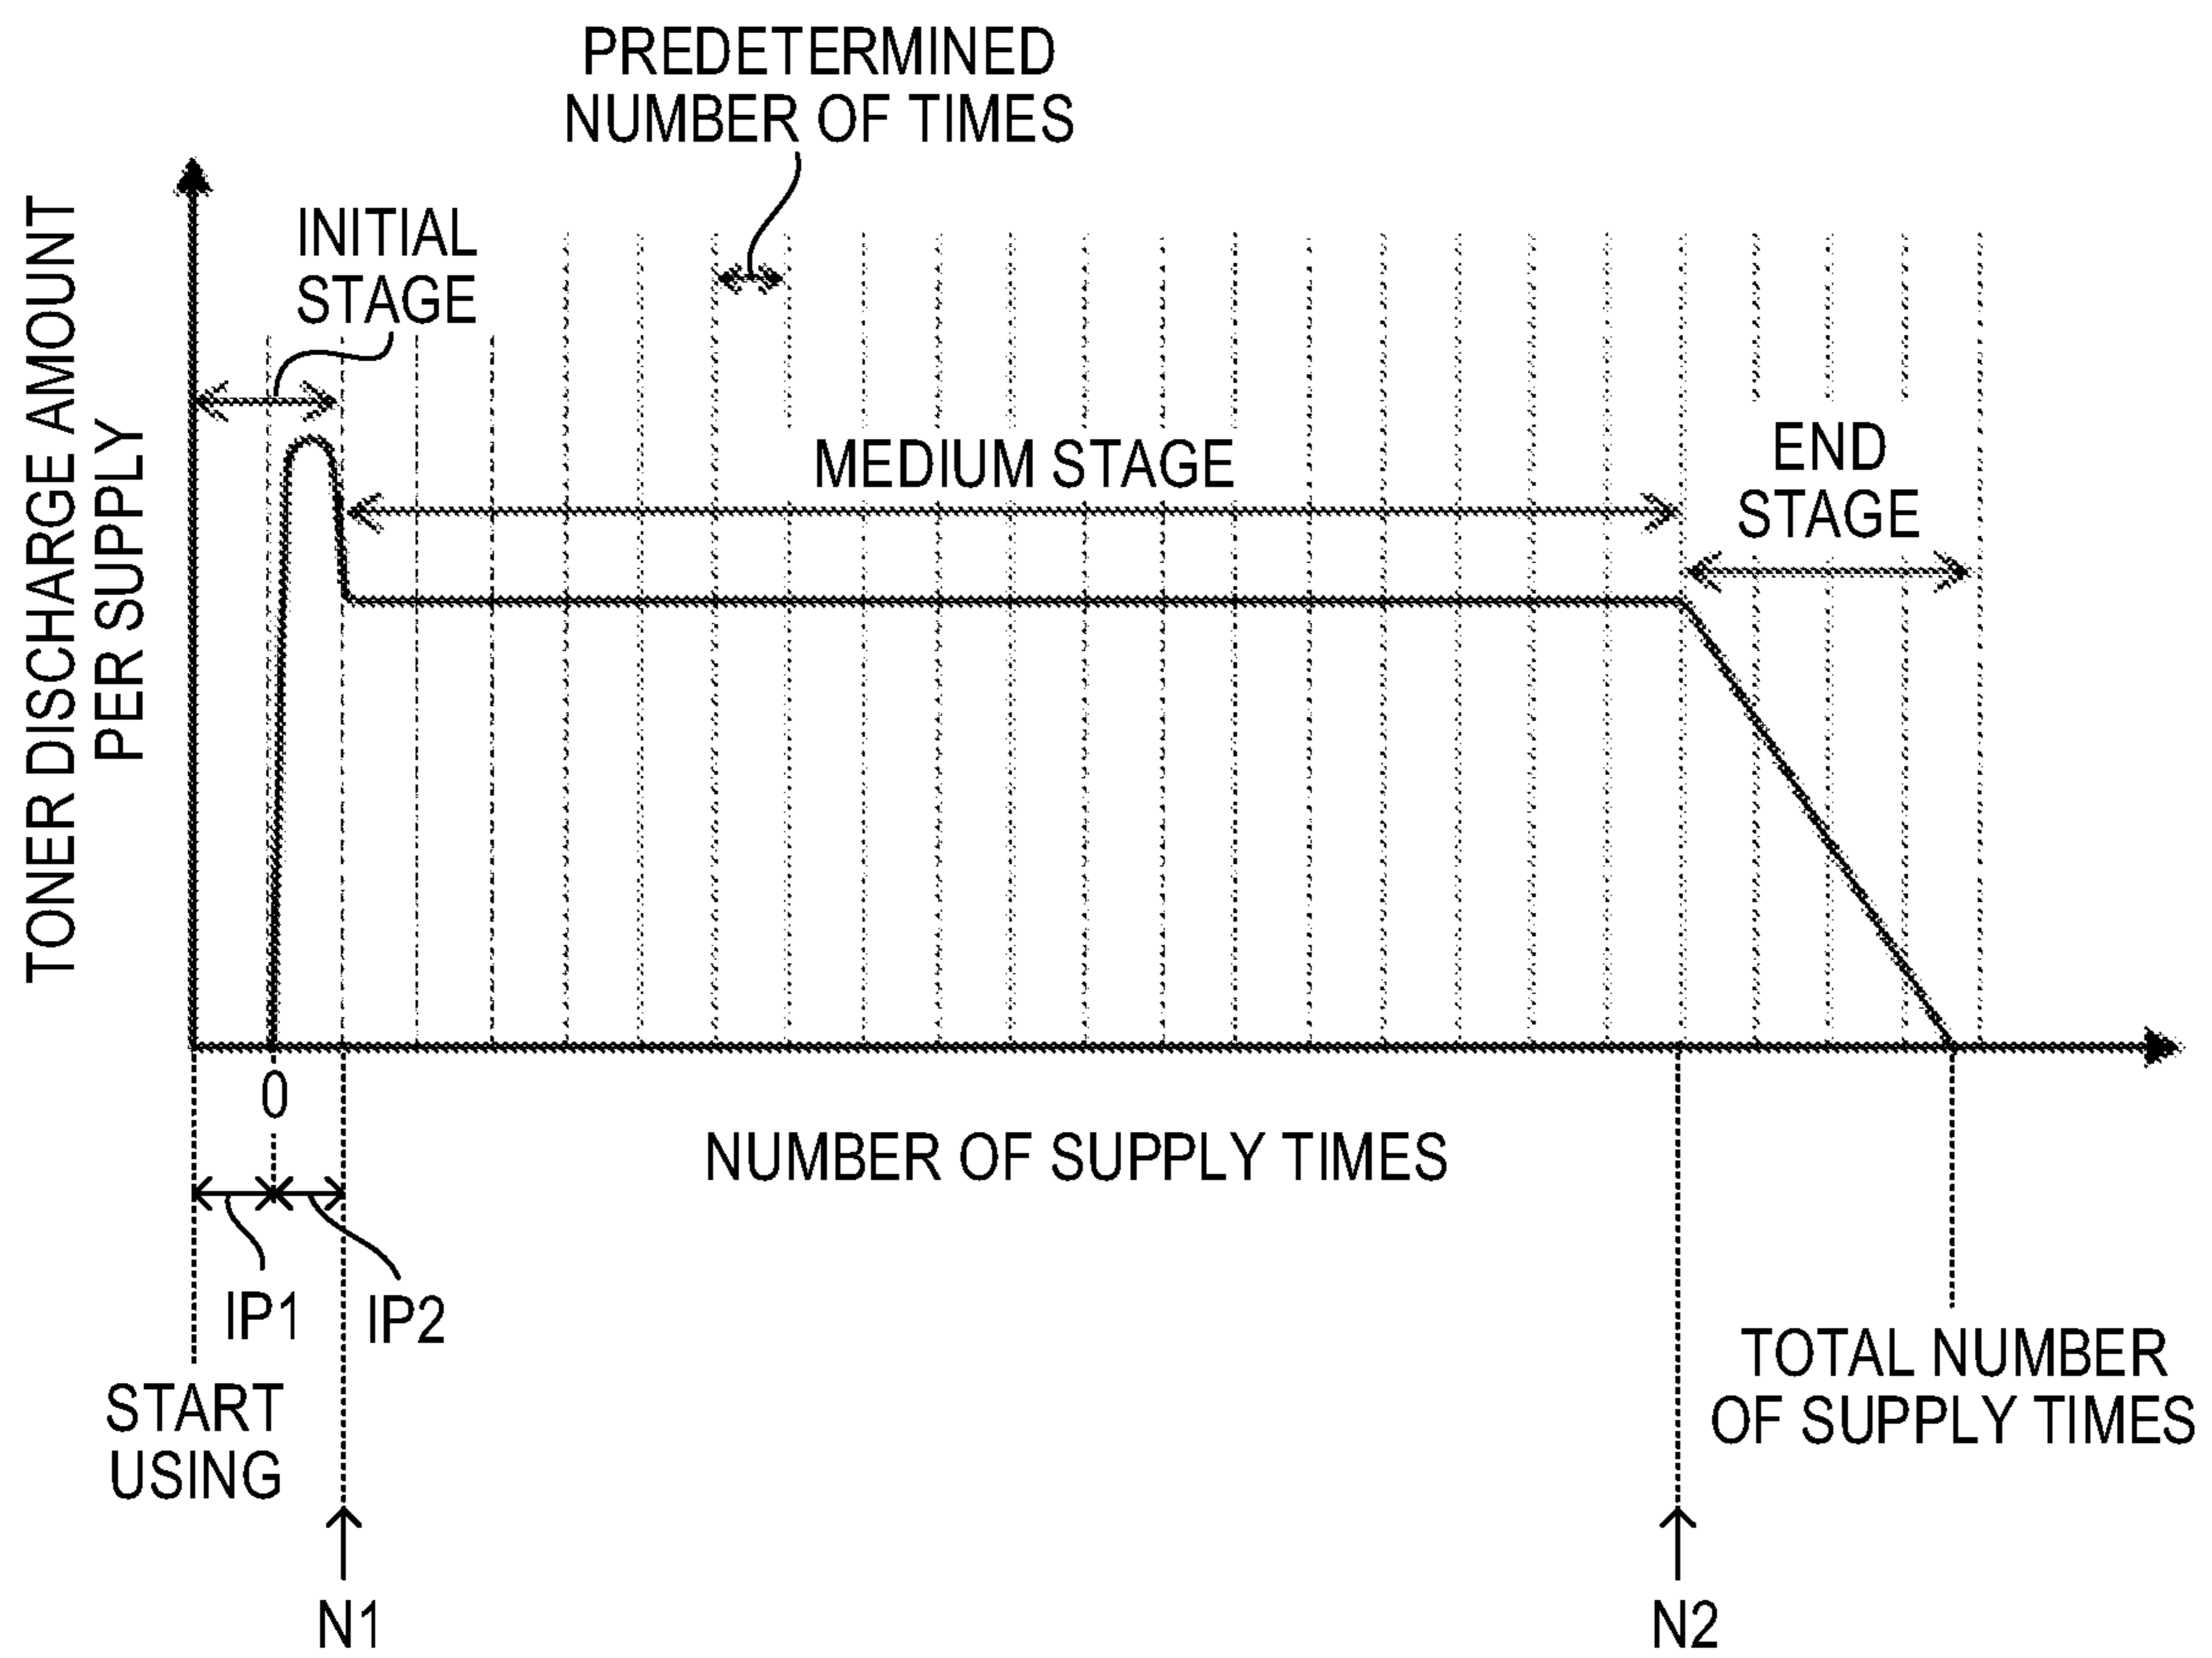 PREDETERMINED
NUMBER OF TIMES
TONER DISCHARGE AMOUNT
PER SUPPLY
INITIAL
STAGE
MEDIUM STAGE
END
STAGE
0
NUMBER OF SUPPLY TIMES
IP1
IP2
START
USING
TOTAL NUMBER
OF SUPPLY TIMES
N1
N2